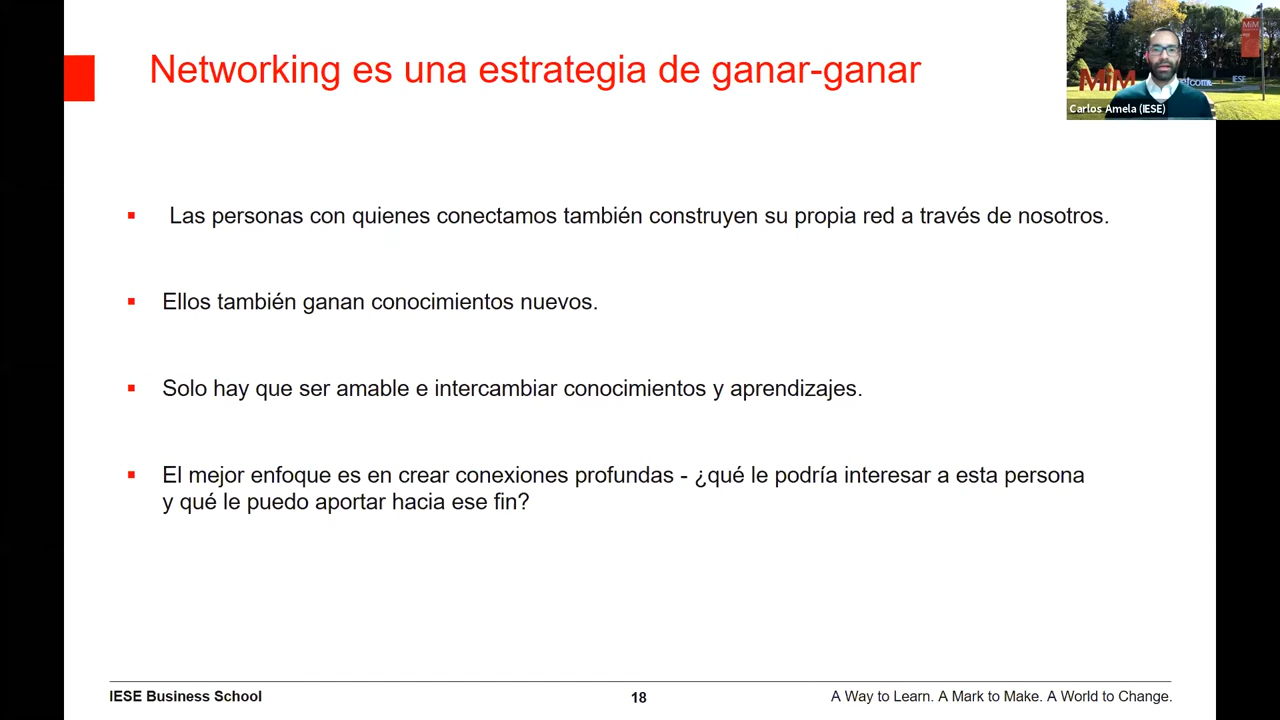 Networking es una estrategia de ganar-ganar
MiM
IESE
Carlos Amela (IESE)
▪ Las personas con quienes conectamos también construyen su propia red a través de nosotros.
▪ Ellos también ganan conocimientos nuevos.
▪ Solo hay que ser amable e intercambiar conocimientos y aprendizajes.
▪ El mejor enfoque es en crear conexiones profundas - ¿qué le podría interesar a esta persona
y qué le puedo aportar hacia ese fin?
IESE Business School
18
A Way to Learn. A Mark to Make. A World to Change.